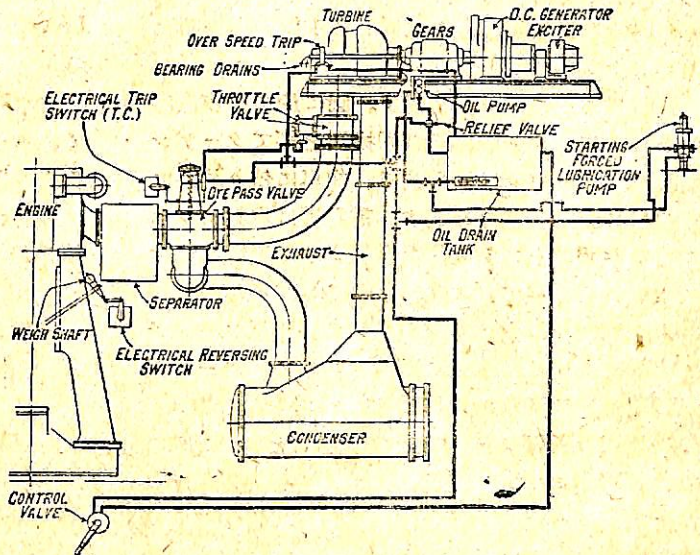 TURBINE
GEARS
D.C. GENERATOR
EXCITER
OVER SPEED TRIP
BEARING DRAINS
OIL PUMP
ELECTRICAL TRIP
SWITCH (T.C.)
THROTTLE
VALVE
RELIEF VALVE
STARTING
FORCED
LUBRICATION
PUMP
BYE PASS VALVE
ENGINE
OIL DRAIN
TANK
EXHAUST
SEPARATOR
WEIGH SHAFT
ELECTRICAL REVERSING
SWITCH
CONDENSER
CONTROL
VALVE